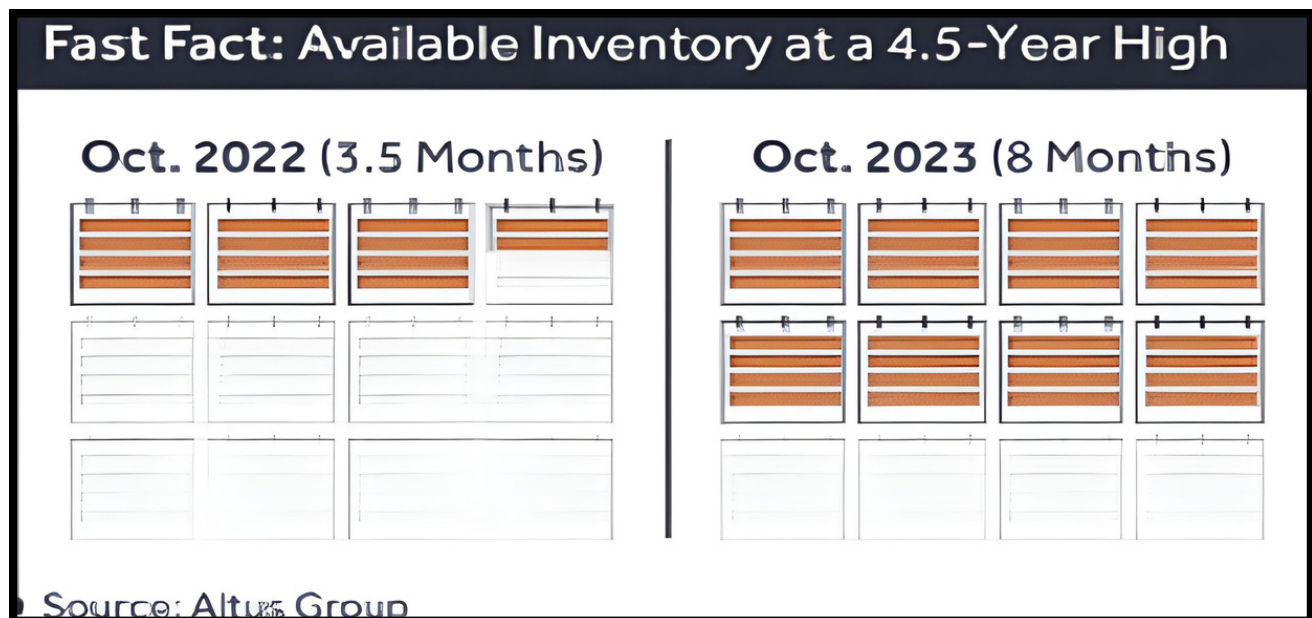 Fast Fact: Available Inventory at a 4.5-Year High
Oct. 2022 (3.5 Months)
Oct. 2023 (8 Months)
Source: Altus Group